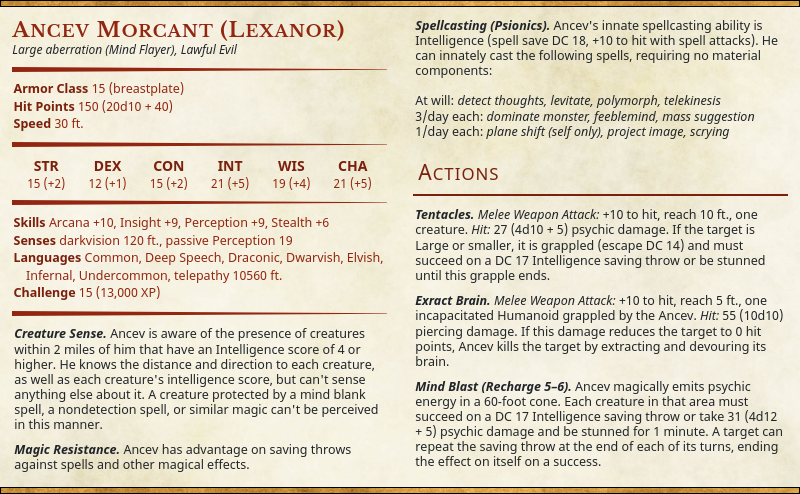 Ancev Morcant (Lexanor)
Large aberration (Mind Flayer), Lawful Evil
Armor Class 15 (breastplate)
Hit Points 150 (20d10 + 40)
Speed 30 ft.
STR DEX CON INT WIS CHA
15 (+2) 12 (+1) 15 (+2) 21 (+5) 19 (+4) 21 (+5)
Skills Arcana +10, Insight +9, Perception +9, Stealth +6
Senses darkvision 120 ft., passive Perception 19
Languages Common, Deep Speech, Draconic, Dwarvish, Elvish,
Infernal, Undercommon, telepathy 10560 ft.
Challenge 15 (13,000 XP)
Creature Sense. Ancev is aware of the presence of creatures
within 2 miles of him that have an Intelligence score of 4 or
higher. He knows the distance and direction to each creature,
as well as each creature's intelligence score, but can't sense
anything else about it. A creature protected by a mind blank
spell, a nondetection spell, or similar magic can't be perceived
in this manner.
Magic Resistance. Ancev has advantage on saving throws
against spells and other magical effects.
Spellcasting (Psionics). Ancev's innate spellcasting ability is
Intelligence (spell save DC 18, +10 to hit with spell attacks). He
can innately cast the following spells, requiring no material
components:
At will: detect thoughts, levitate, polymorph, telekinesis
3/day each: dominate monster, feeblemind, mass suggestion
1/day each: plane shift (self only), project image, scrying
Actions
Tentacles. Melee Weapon Attack: +10 to hit, reach 10 ft., one
creature. Hit: 27 (4d10 + 5) psychic damage. If the target is
Large or smaller, it is grappled (escape DC 14) and must
succeed on a DC 17 Intelligence saving throw or be stunned
until this grapple ends.
Exract Brain. Melee Weapon Attack: +10 to hit, reach 5 ft., one
incapacitated Humanoid grappled by the Ancev. Hit: 55 (10d10)
piercing damage. If this damage reduces the target to 0 hit
points, Ancev kills the target by extracting and devouring its
brain.
Mind Blast (Recharge 5–6). Ancev magically emits psychic
energy in a 60-foot cone. Each creature in that area must
succeed on a DC 17 Intelligence saving throw or take 31 (4d12
+ 5) psychic damage and be stunned for 1 minute. A target can
repeat the saving throw at the end of each of its turns, ending
the effect on itself on a success.